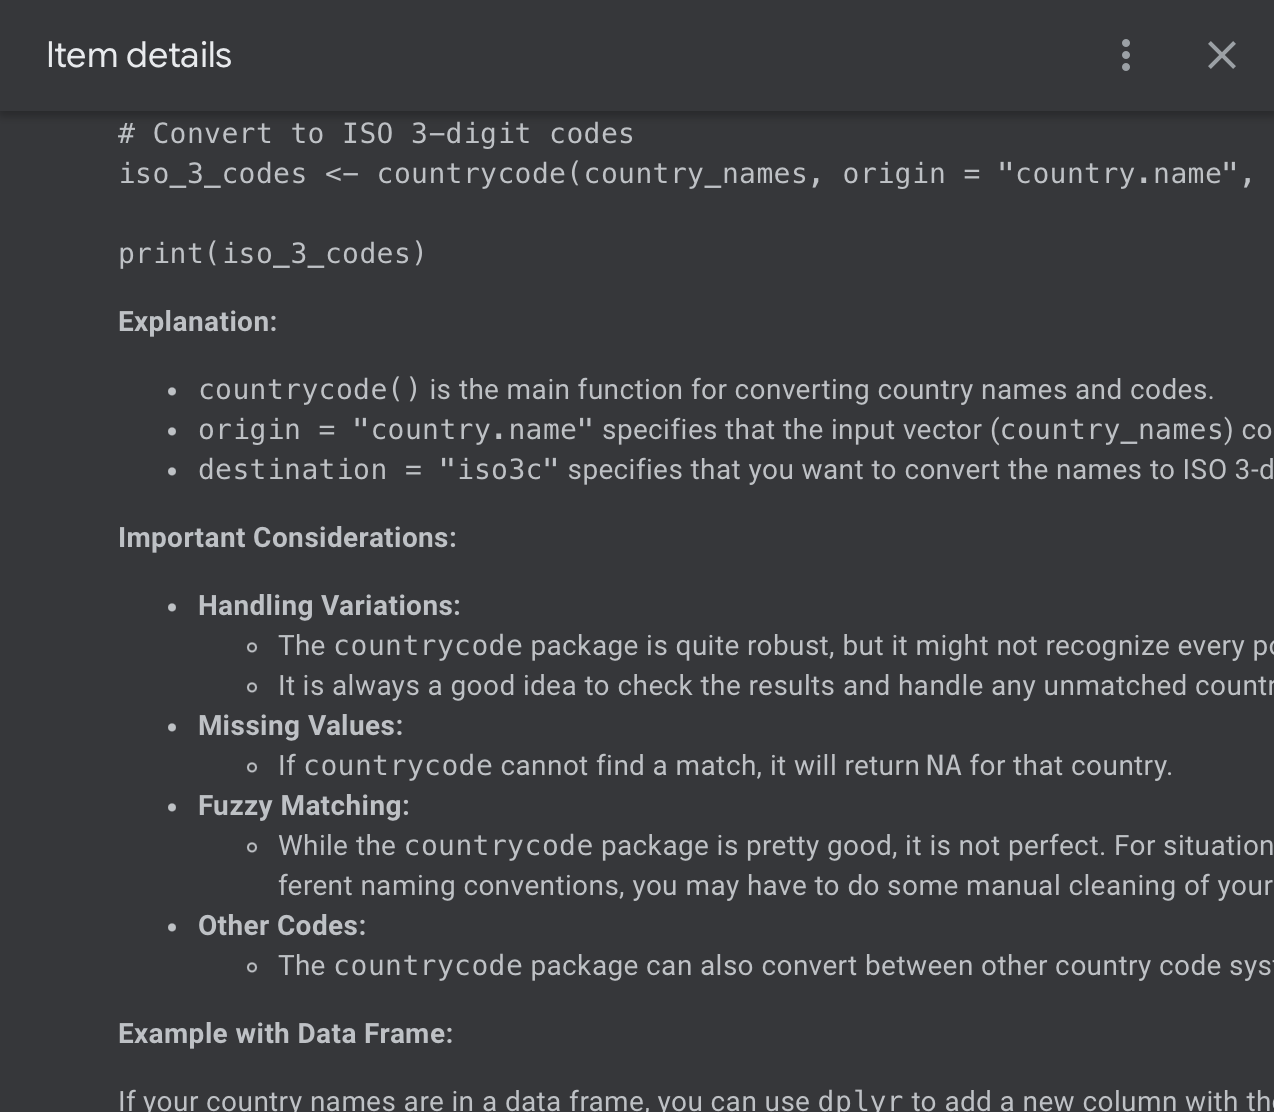 Item details
# Convert to ISO 3-digit codes
iso_3_codes <- countrycode(country_names, origin = "country.name",
print(iso_3_codes)
Explanation:
• countrycode() is the main function for converting country names and codes.
• origin = "country.name" specifies that the input vector (country_names) co
• destination = "iso3c" specifies that you want to convert the names to ISO 3-d
Important Considerations:
• Handling Variations:
◦ The countrycode package is quite robust, but it might not recognize every po
◦ It is always a good idea to check the results and handle any unmatched countr
• Missing Values:
◦ If countrycode cannot find a match, it will return NA for that country.
• Fuzzy Matching:
◦ While the countrycode package is pretty good, it is not perfect. For situation
ferent naming conventions, you may have to do some manual cleaning of your
• Other Codes:
◦ The countrycode package can also convert between other country code syst
Example with Data Frame:
If your country names are in a data frame, you can use dplyr to add a new column with the